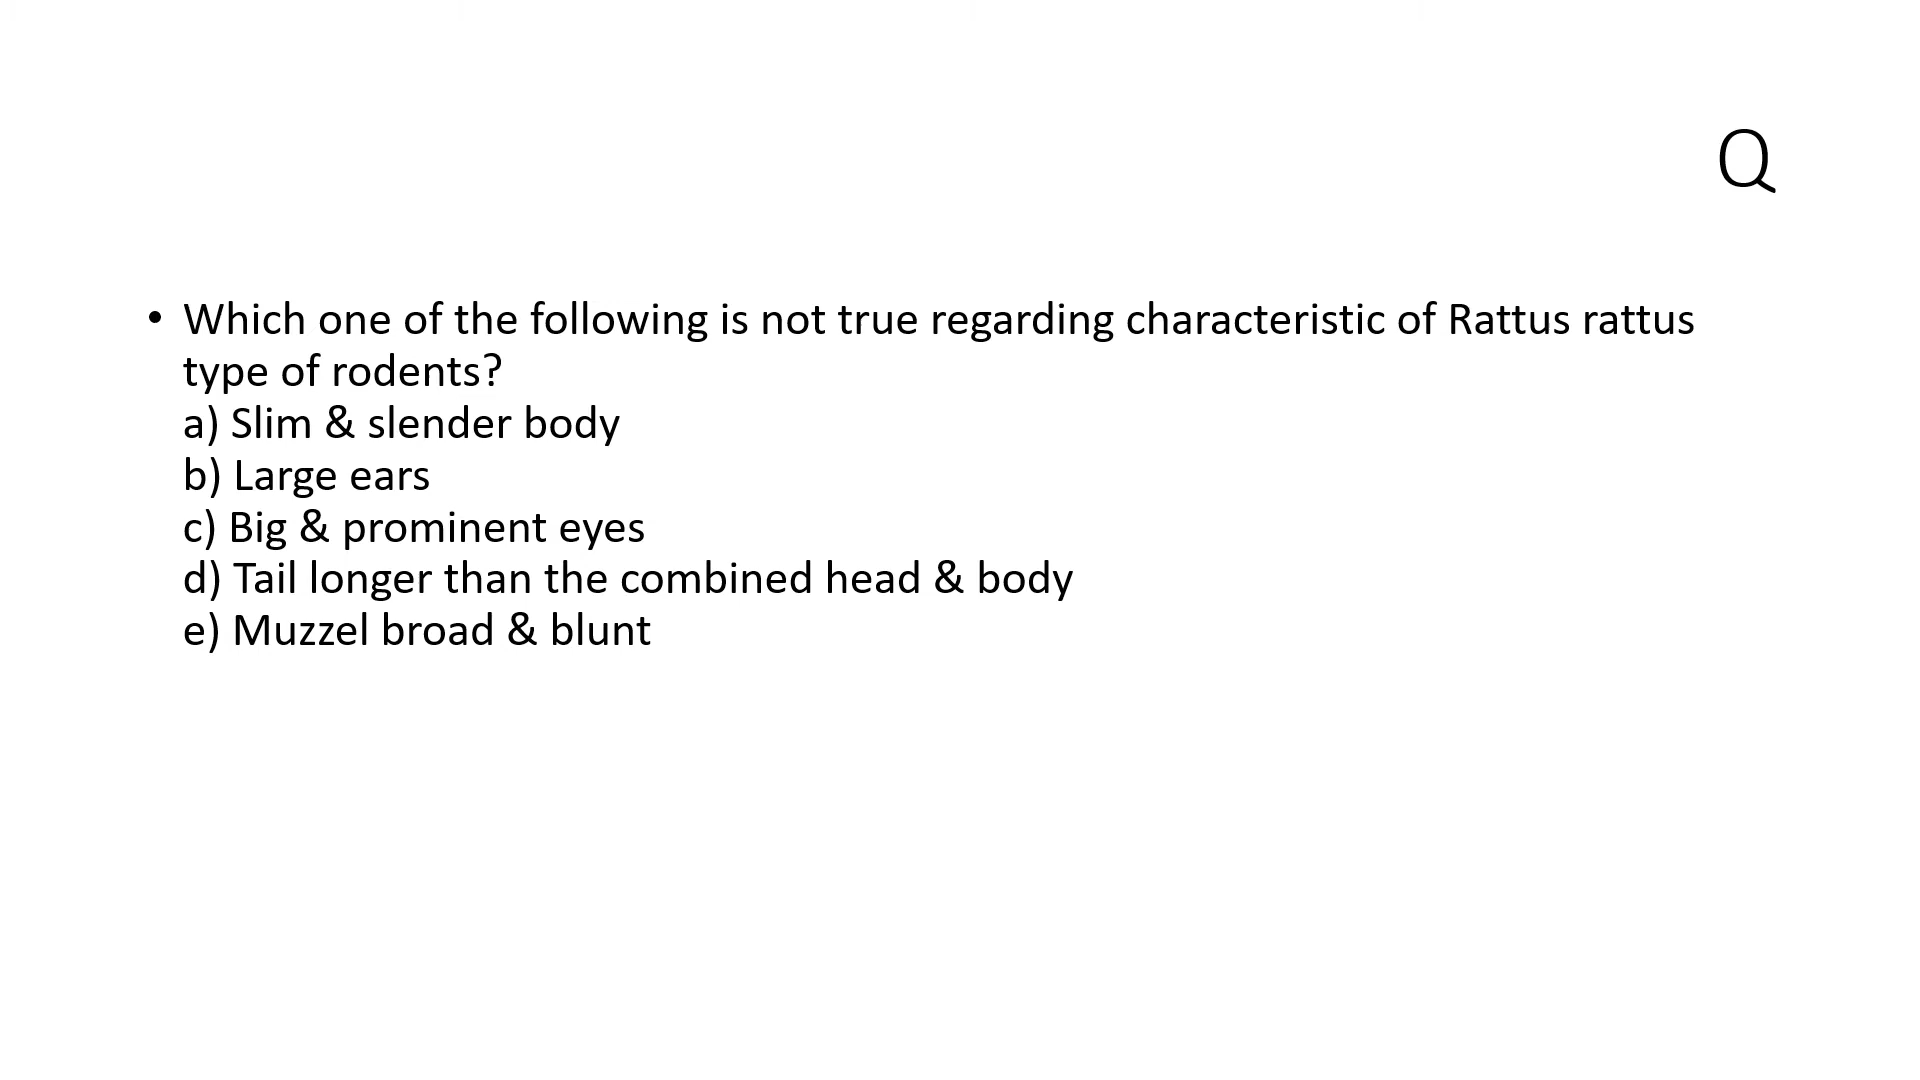 Q
• Which one of the following is not true regarding characteristic of Rattus rattus
type of rodents?
a) Slim & slender body
b) Large ears
c) Big & prominent eyes
d) Tail longer than the combined head & body
e) Muzzel broad & blunt